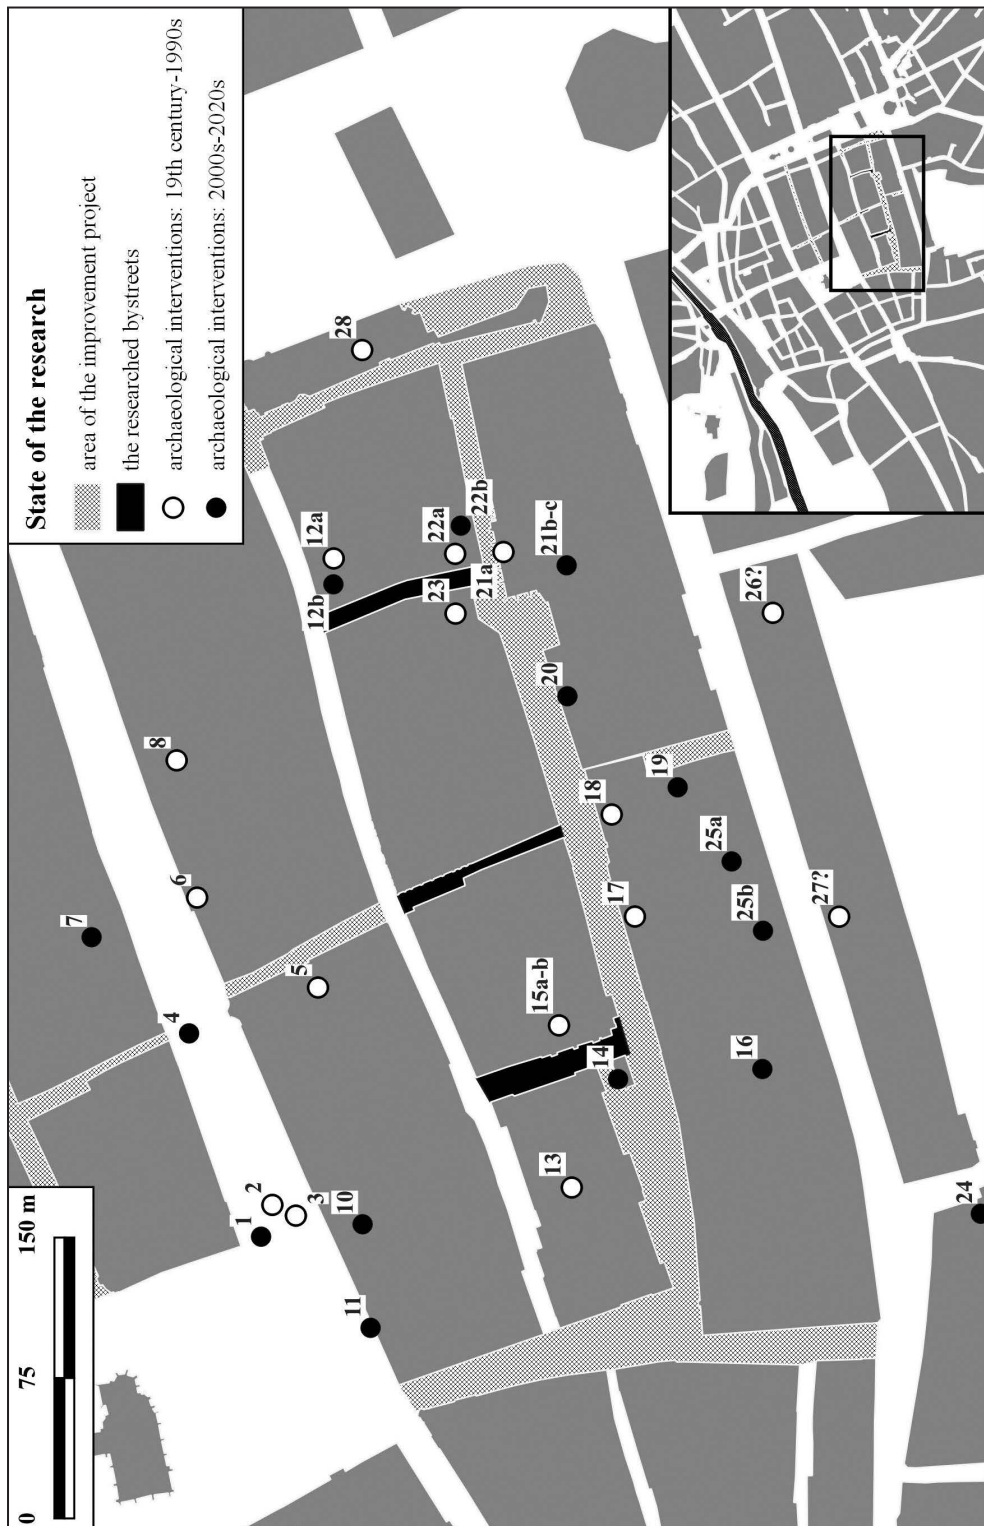 State of the research
area of the improvement project
the researched bystreets
archaeological interventions: 19th century-1990s
archaeological interventions: 2000s-2020s
0 75 150 m
1
2
3
4
5
6
7
8
10
11
12a
12b
13
14
15a-b
16
17
18
19
20
21a
21b-c
22a
22b
23
24
25a
25b
26?
27?
28